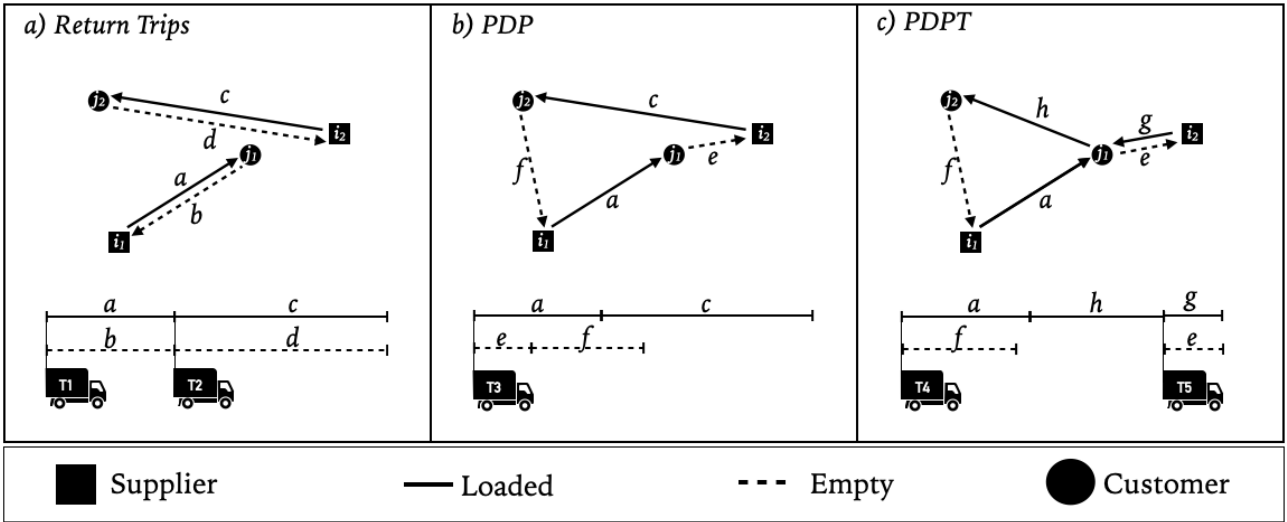 a) Return Trips
j2
c
d
i2
j1
a
b
i1
a
c
b
d
T1
T2
b) PDP
j2
c
i2
j1
e
f
a
i1
a
c
e
f
T3
c) PDPT
j2
h
g
i2
j1
e
f
a
i1
a
h
g
f
e
T4
T5
Supplier
Loaded
Empty
Customer